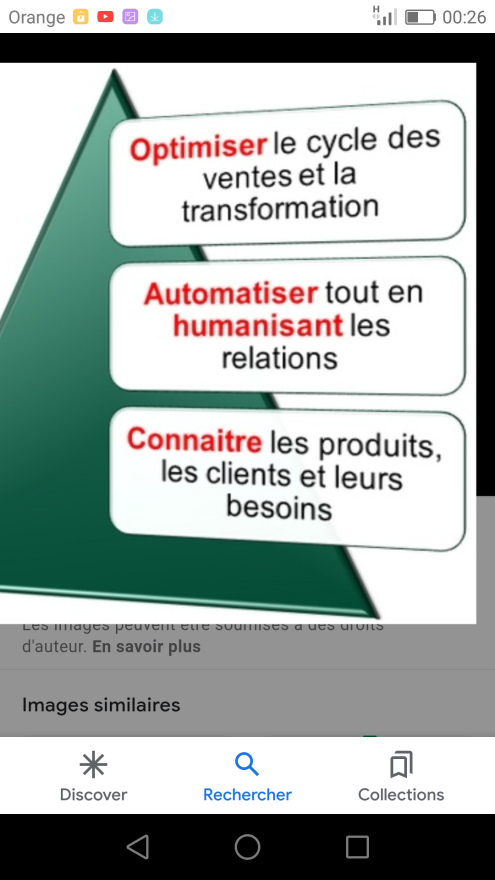 Orange
H
00:26
Optimiser le cycle des
ventes et la
transformation
Automatiser tout en
humanisant les
relations
Connaitre les produits,
les clients et leurs
besoins
Les images peuvent être soumises à des droits
d'auteur. En savoir plus
Images similaires
Discover
Rechercher
Collections